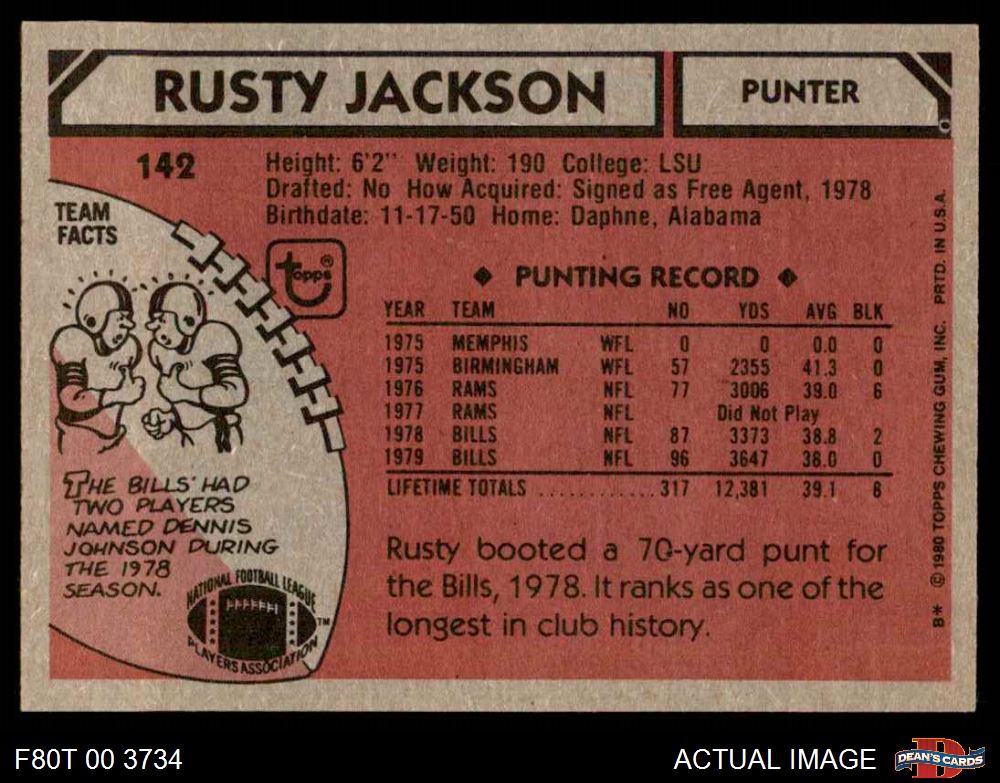 RUSTY JACKSON
PUNTER
142
Height: 6'2" Weight: 190 College: LSU
Drafted: No How Acquired: Signed as Free Agent, 1978
Birthdate: 11-17-50 Home: Daphne, Alabama
TEAM
FACTS
topps®
◆ PUNTING RECORD ◆
YEAR TEAM NO YDS AVG BLK
1975 MEMPHIS WFL 0 0 0.0 0
1975 BIRMINGHAM WFL 57 2355 41.3 0
1976 RAMS NFL 77 3006 39.0 6
1977 RAMS NFL Did Not Play
1978 BILLS NFL 87 3373 38.8 2
1979 BILLS NFL 96 3647 38.0 0
LIFETIME TOTALS ............ 317 12,381 39.1 8
THE BILLS' HAD
TWO PLAYERS
NAMED DENNIS
JOHNSON DURING
THE 1978
SEASON.
NATIONAL FOOTBALL LEAGUE
PLAYERS ASSOCIATION
TM
Rusty booted a 70-yard punt for
the Bills, 1978. It ranks as one of the
longest in club history.
B* © 1980 TOPPS CHEWING GUM, INC. PRTD. IN U.S.A.
C
F80T 00 3734
ACTUAL IMAGE
D
DEAN'S CARDS